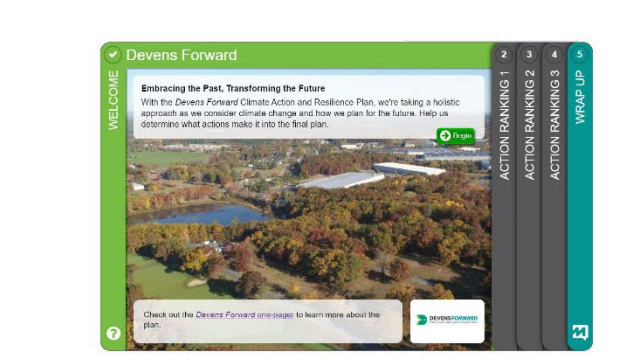 Devens Forward
WELCOME
Embracing the Past, Transforming the Future
With the Devens Forward Climate Action and Resilience Plan, we're taking a holistic
approach as we consider climate change and how we plan for the future. Help us
determine what actions make it into the final plan.
Begin
Check out the Devens Forward one-pager to learn more about the
plan.
DEVENSFORWARD
?
2
ACTION RANKING 1
3
ACTION RANKING 2
4
ACTION RANKING 3
5
WRAP UP